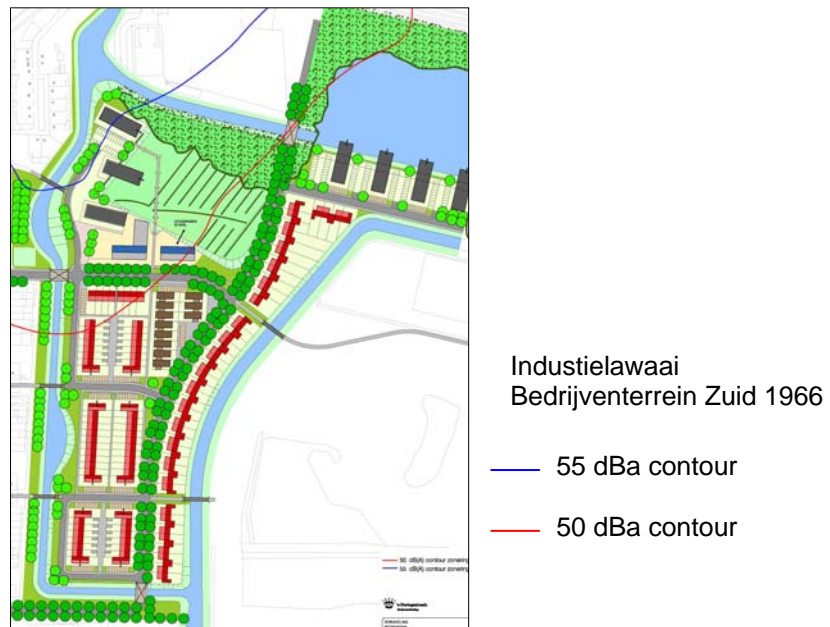 50 dB(A) contour zonering
55 dB(A) contour zonering
Industielawaai
Bedrijventerrein Zuid 1966
55 dBa contour
50 dBa contour